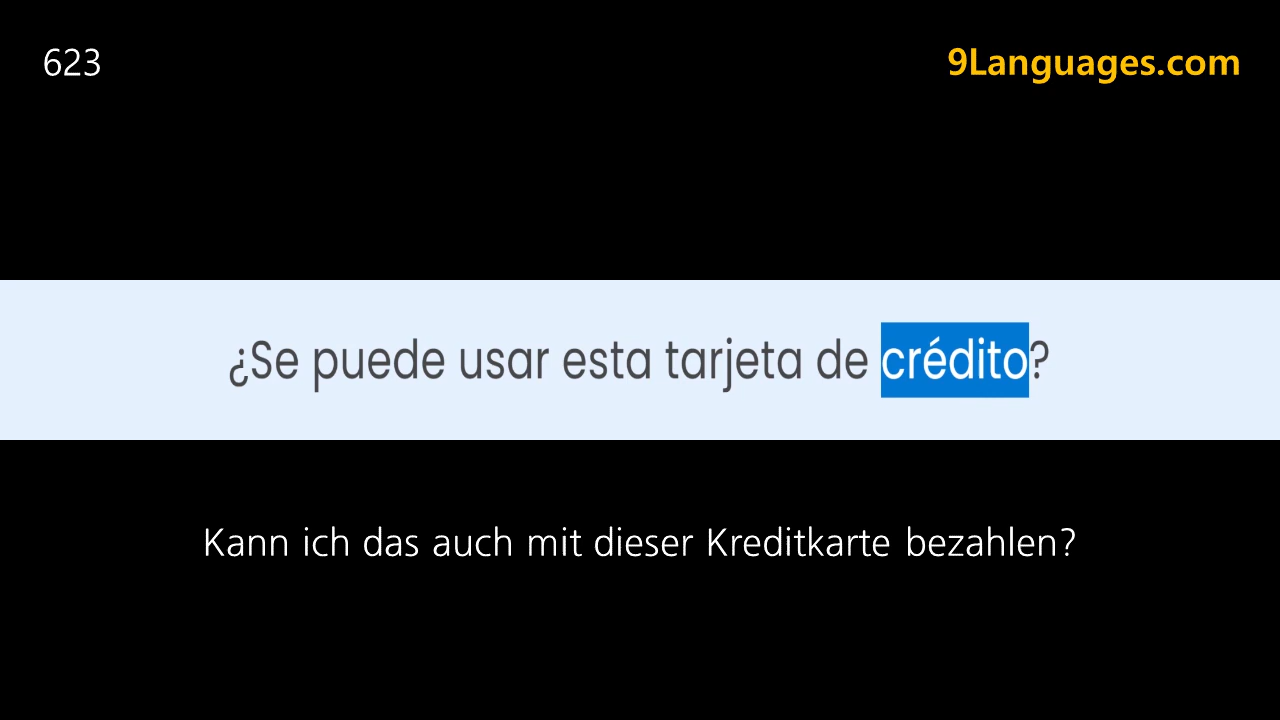 623
9Languages.com
¿Se puede usar esta tarjeta de crédito?
Kann ich das auch mit dieser Kreditkarte bezahlen?